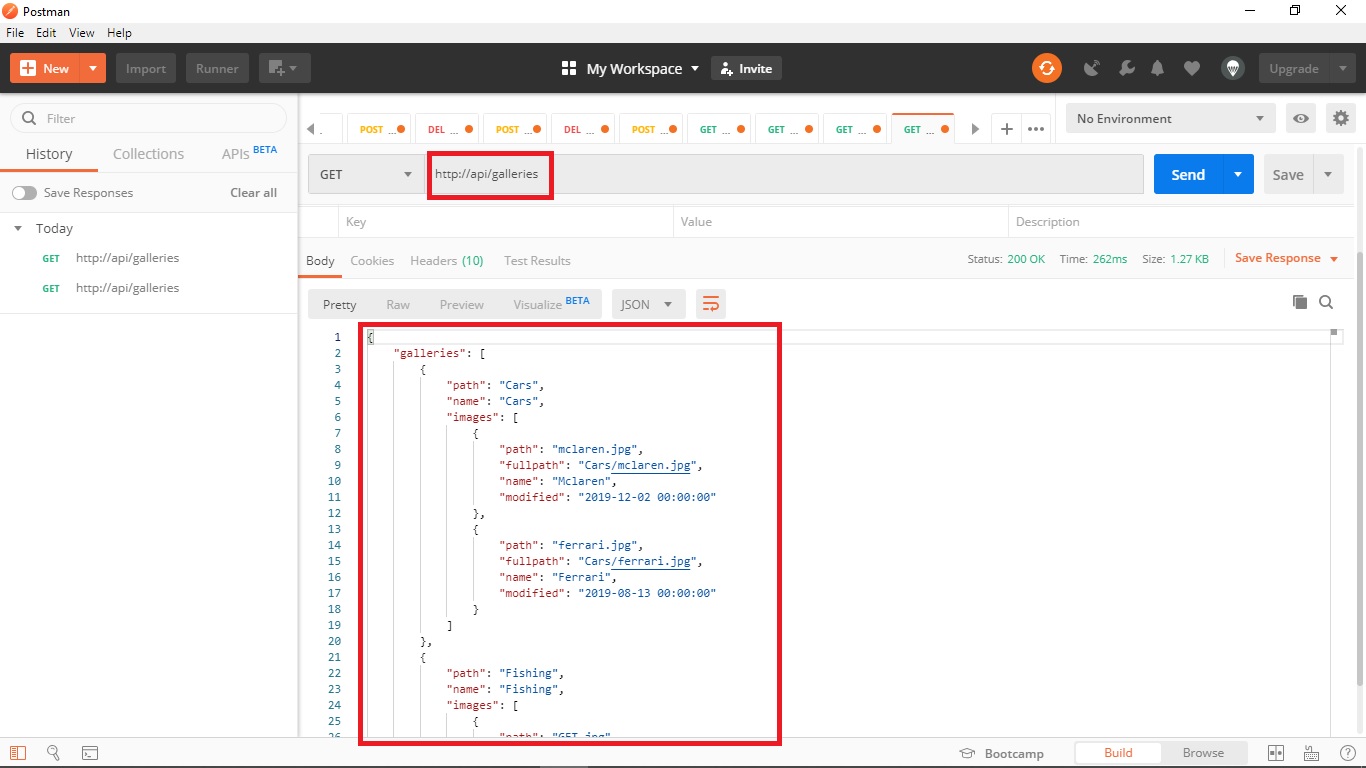 Postman
File Edit View Help
New Import Runner My Workspace Invite Upgrade
Filter
History Collections APIs BETA
Save Responses Clear all
Today
GET http://api/galleries
GET http://api/galleries
. POST ... DEL ... POST ... DEL ... POST ... GET ... GET ... GET ... GET ...
No Environment
GET http://api/galleries Send Save
Key Value Description
Body Cookies Headers (10) Test Results Status: 200 OK Time: 262ms Size: 1.27 KB Save Response
Pretty Raw Preview Visualize BETA JSON
1 {
2 "galleries": [
3 {
4 "path": "Cars",
5 "name": "Cars",
6 "images": [
7 {
8 "path": "mclaren.jpg",
9 "fullpath": "Cars/mclaren.jpg",
10 "name": "Mclaren",
11 "modified": "2019-12-02 00:00:00"
12 },
13 {
14 "path": "ferrari.jpg",
15 "fullpath": "Cars/ferrari.jpg",
16 "name": "Ferrari",
17 "modified": "2019-08-13 00:00:00"
18 }
19 ]
20 },
21 {
22 "path": "Fishing",
23 "name": "Fishing",
24 "images": [
25 {
26 "path": "GET.jpg"
Bootcamp Build Browse